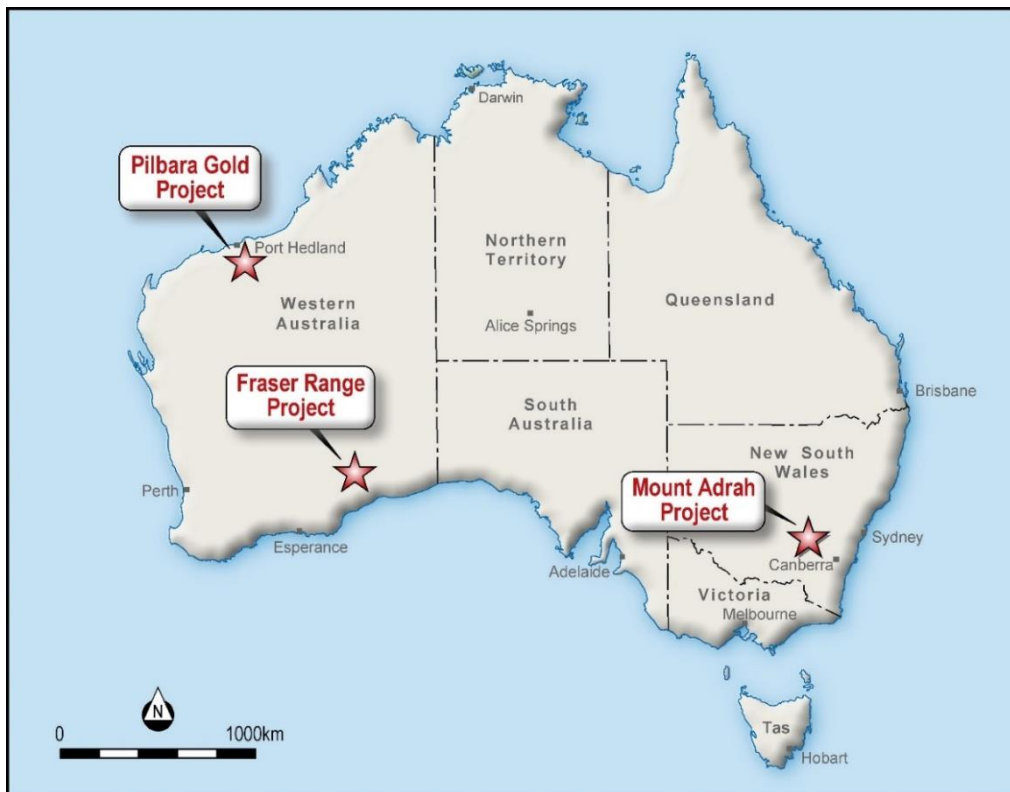 Darwin
Pilbara Gold
Project
Port Hedland
Northern
Territory
Western
Australia
Queensland
Alice Springs
Fraser Range
Project
South
Australia
Brisbane
New South
Wales
Perth
Mount Adrah
Project
Esperance
Sydney
Adelaide
Canberra
Victoria
Melbourne
N
0
1000km
Tas
Hobart